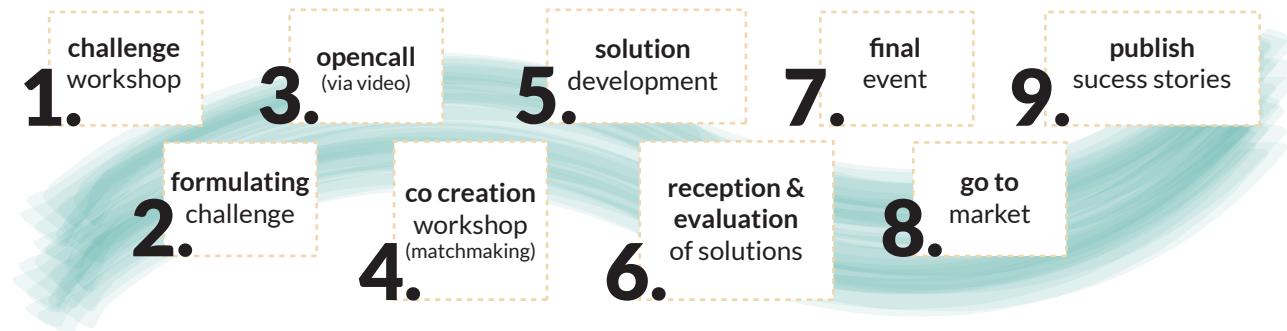 1.
challenge
workshop
2.
formulating
challenge
3.
opencall
(via video)
4.
co creation
workshop
(matchmaking)
5.
solution
development
6.
reception &
evaluation
of solutions
7.
final
event
8.
go to
market
9.
publish
sucess stories